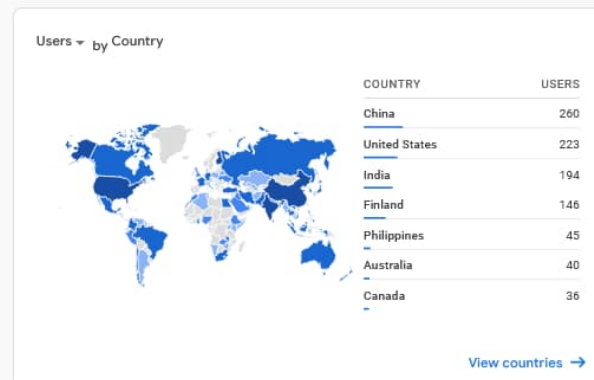 Users by Country
COUNTRY USERS
China 260
United States 223
India 194
Finland 146
Philippines 45
Australia 40
Canada 36
View countries